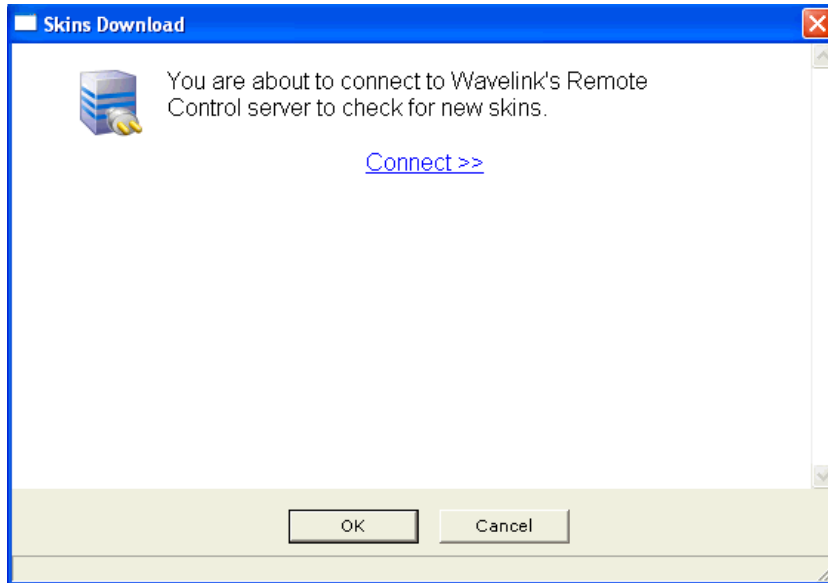 Skins Download
You are about to connect to Wavelink's Remote
Control server to check for new skins.
Connect >>
OK
Cancel